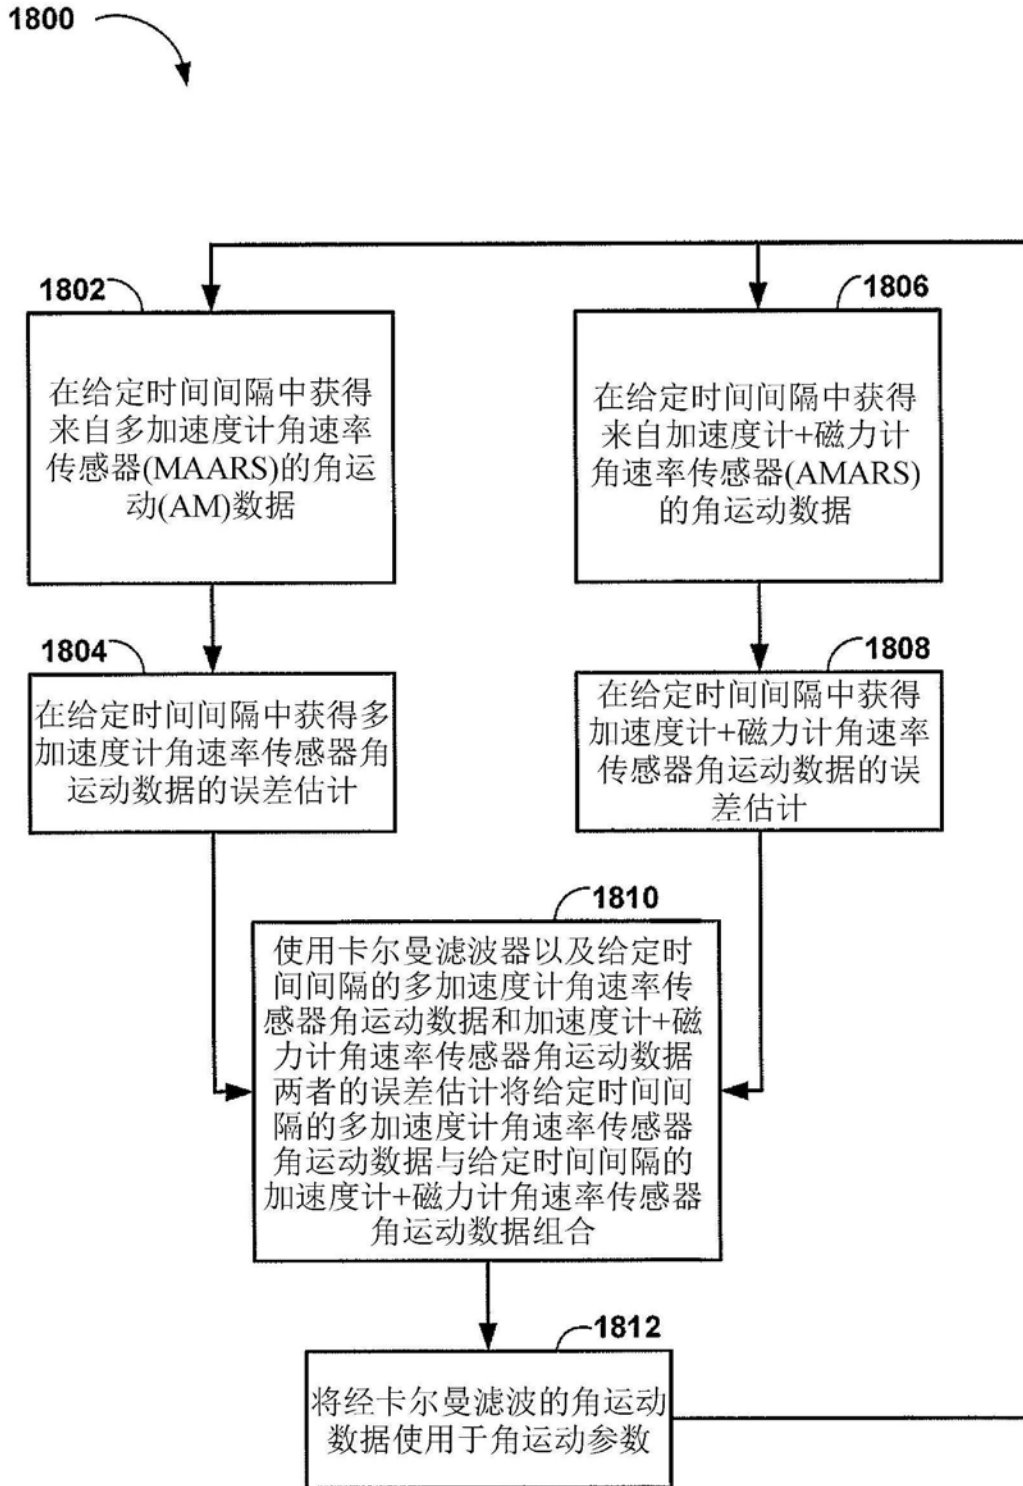 1800
1802
在给定时间间隔中获得
来自多加速度计角速率
传感器(MAARS)的角运
动(AM)数据
1806
在给定时间间隔中获得
来自加速度计+磁力计
角速率传感器(AMARS)
的角运动数据
1804
在给定时间间隔中获得多
加速度计角速率传感器角
运动数据的误差估计
1808
在给定时间间隔中获得
加速度计+磁力计角速率
传感器角运动数据的误
差估计
1810
使用卡尔曼滤波器以及给定时
间间隔的多加速度计角速率传
感器角运动数据和加速度计+磁
力计角速率传感器角运动数据
两者的误差估计将给定时间间
隔的多加速度计角速率传感器
角运动数据与给定时间间隔的
加速度计+磁力计角速率传感器
角运动数据组合
1812
将经卡尔曼滤波的角运动
数据使用于角运动参数